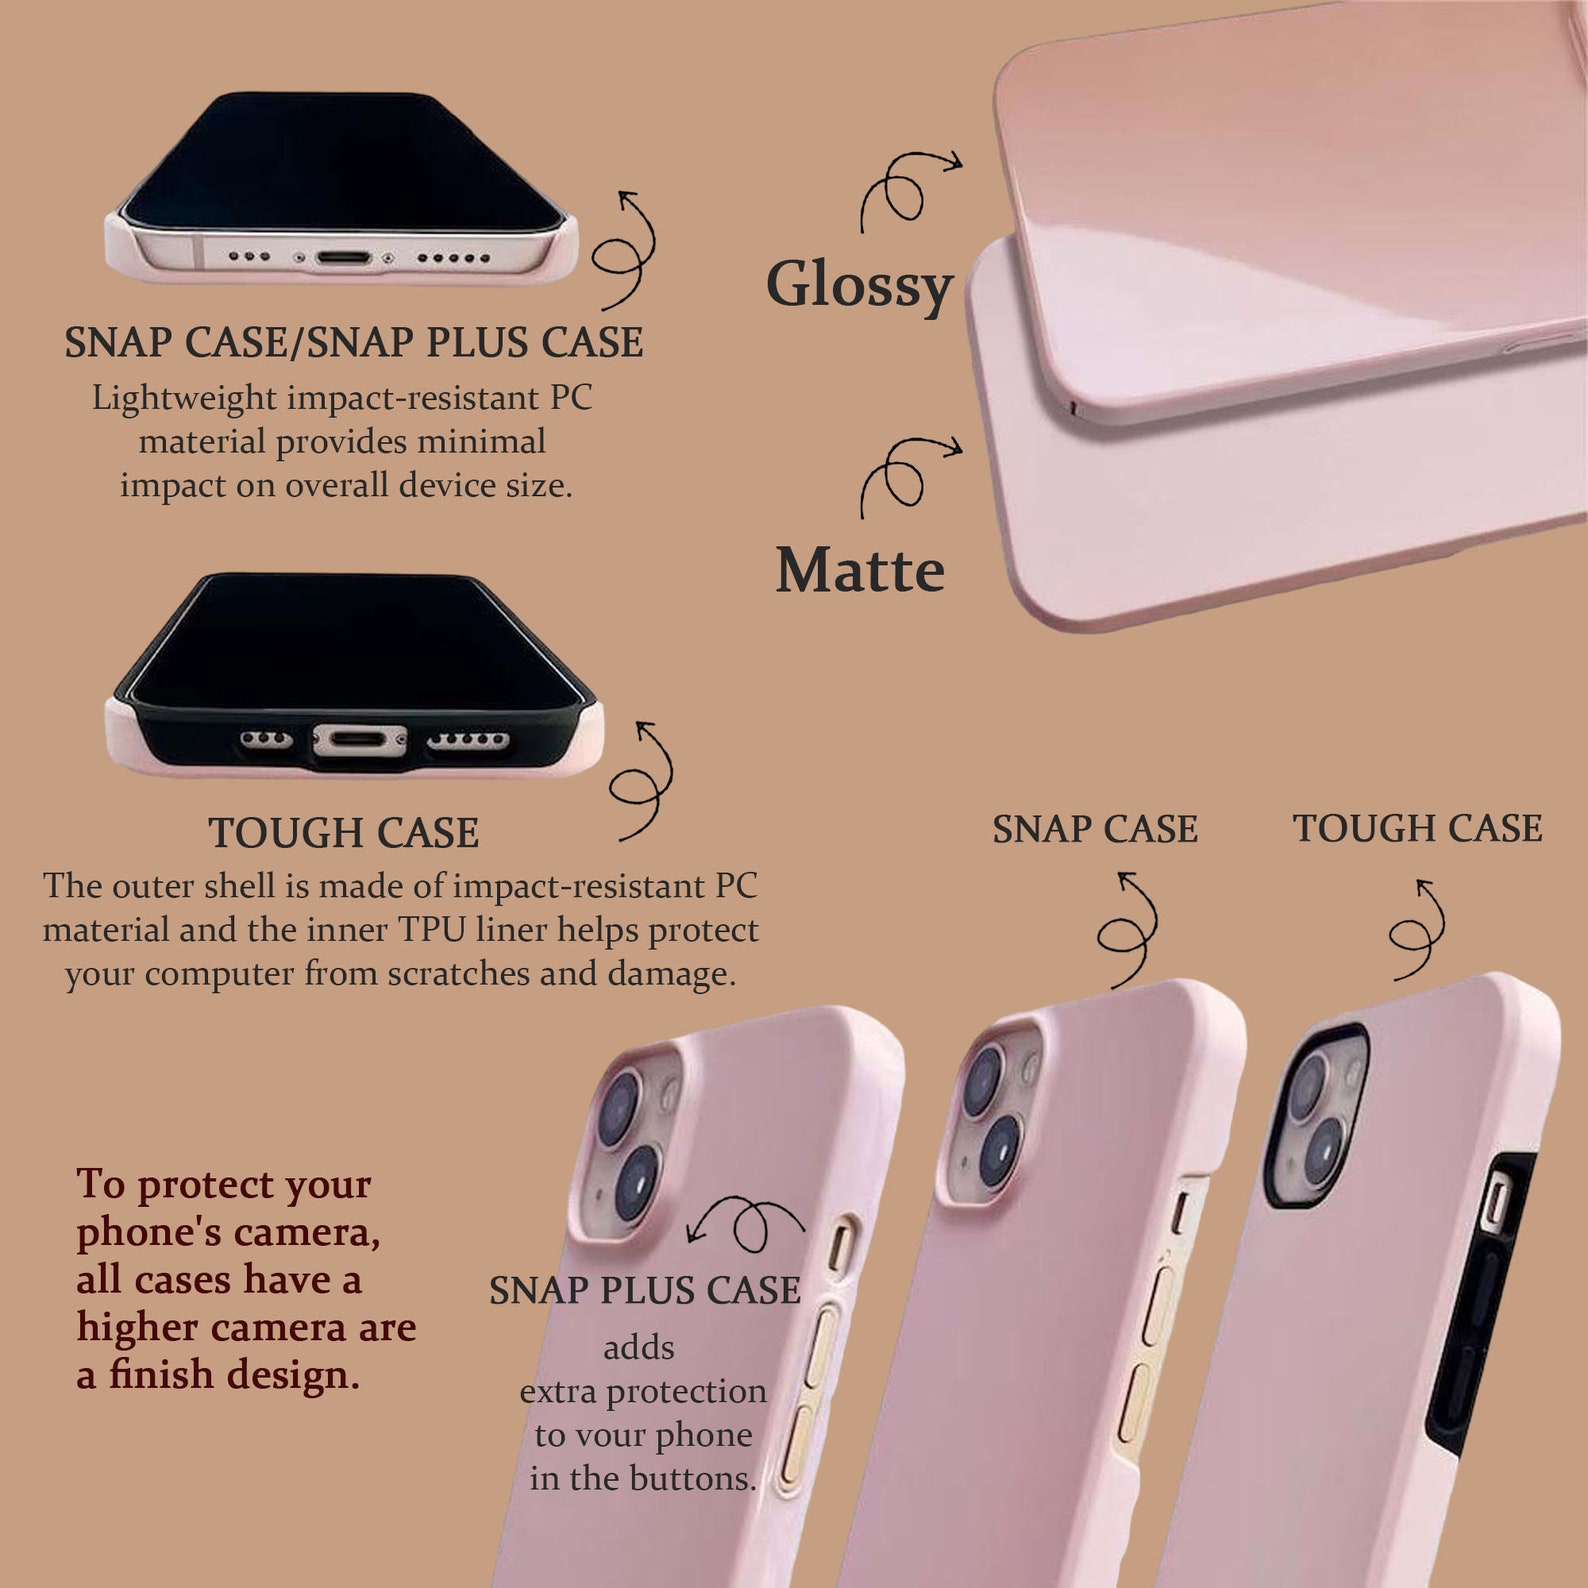 SNAP CASE/SNAP PLUS CASE
Lightweight impact-resistant PC
material provides minimal
impact on overall device size.
Glossy
Matte
TOUGH CASE
The outer shell is made of impact-resistant PC
material and the inner TPU liner helps protect
your computer from scratches and damage.
SNAP CASE
TOUGH CASE
To protect your
phone's camera,
all cases have a
higher camera are
a finish design.
SNAP PLUS CASE
adds
extra protection
to your phone
in the buttons.